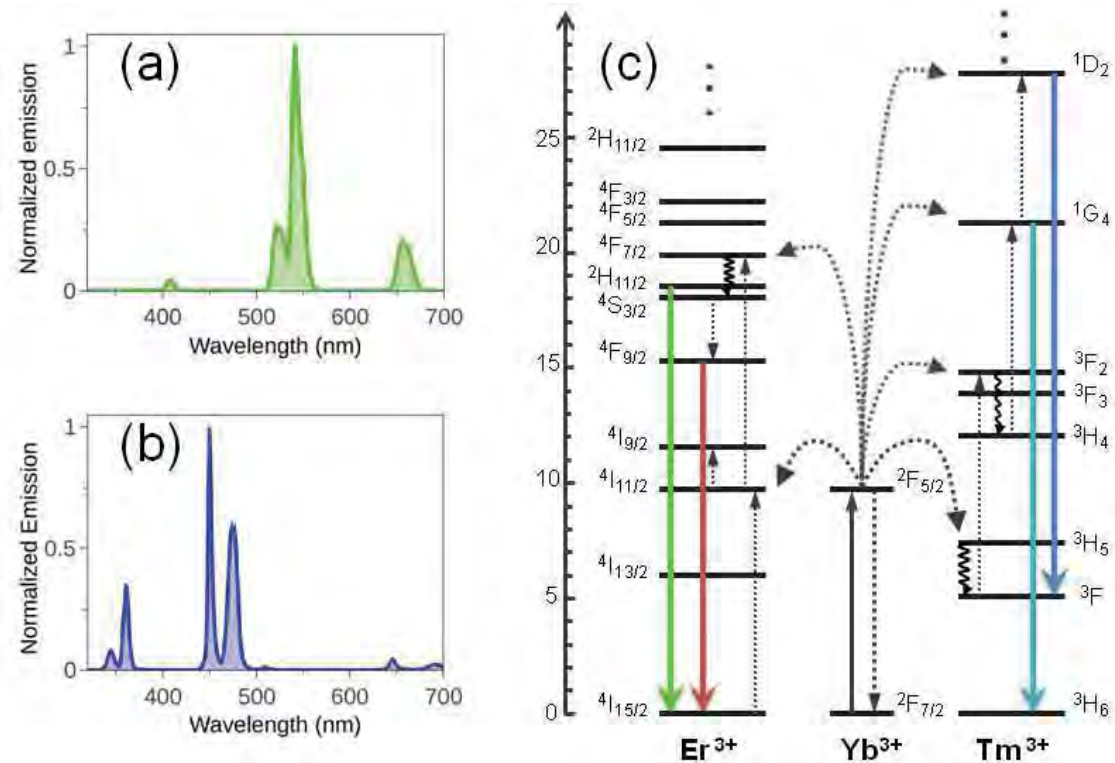 (a)
Normalized emission
1
0.5
0
400 500 600 700
Wavelength (nm)
(b)
Normalized Emission
1
0.5
0
400 500 600 700
Wavelength (nm)
(c)
25
20
15
10
5
0
²H₁₁/₂
⁴F₃/₂
⁴F₅/₂
⁴F₇/₂
²H₁₁/₂
⁴S₃/₂
⁴F₉/₂
⁴I₉/₂
⁴I₁₁/₂
⁴I₁₃/₂
⁴I₁₅/₂
Er³⁺
²F₅/₂
²F₇/₂
Yb³⁺
¹D₂
¹G₄
³F₂
³F₃
³H₄
³H₅
³F
³H₆
Tm³⁺